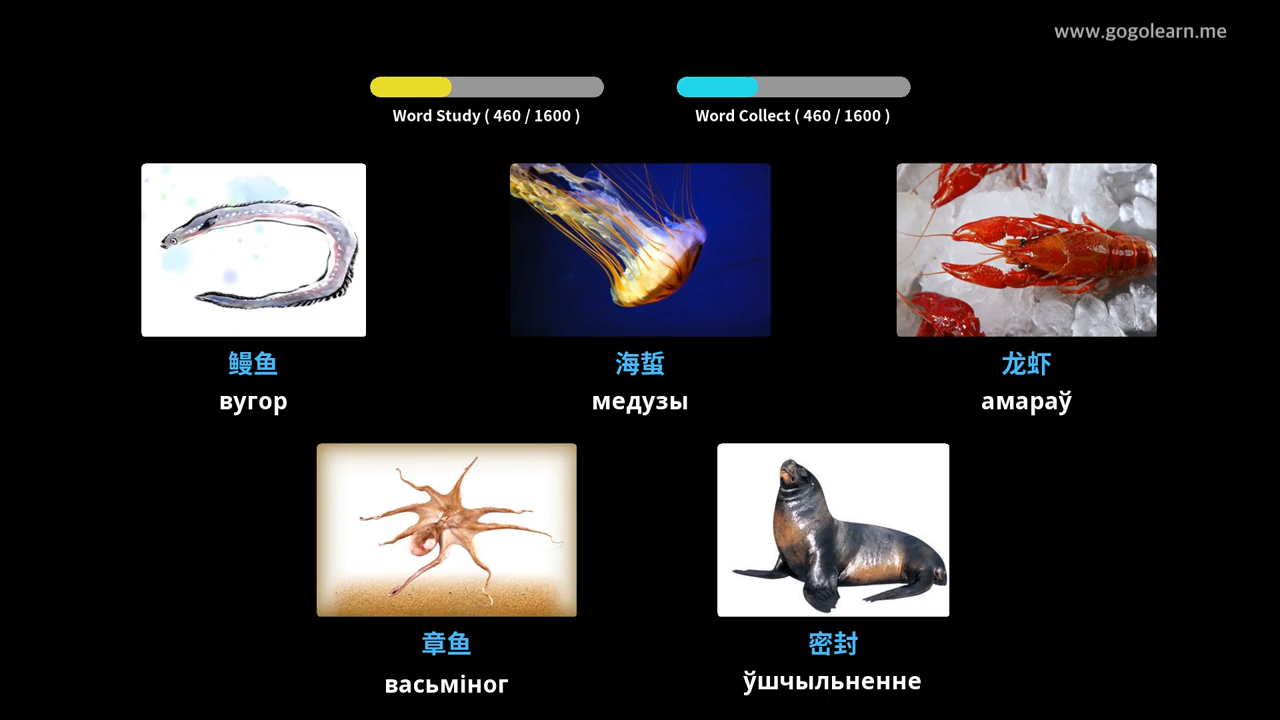 www.gogolearn.me
Word Study ( 460 / 1600 )
Word Collect ( 460 / 1600 )
鳗鱼
вугор
海蜇
медузы
龙虾
амараў
章鱼
васьміног
密封
ўшчыльненне